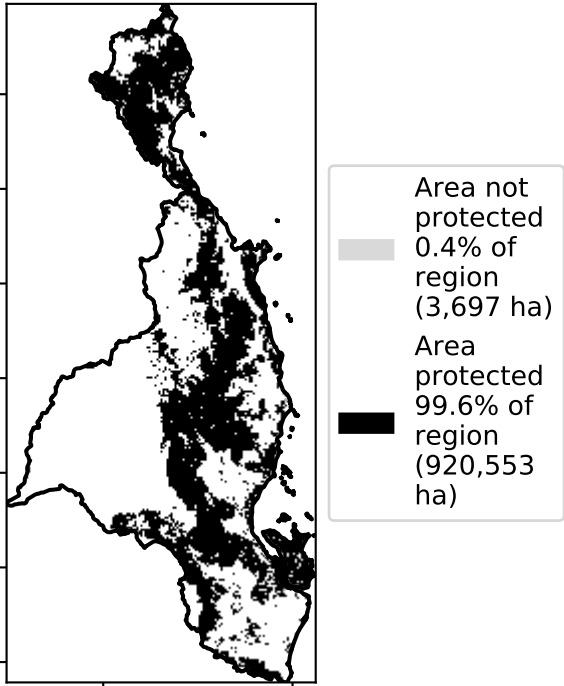 Area not
protected
0.4% of
region
(3,697 ha)
Area
protected
99.6% of
region
(920,553
ha)